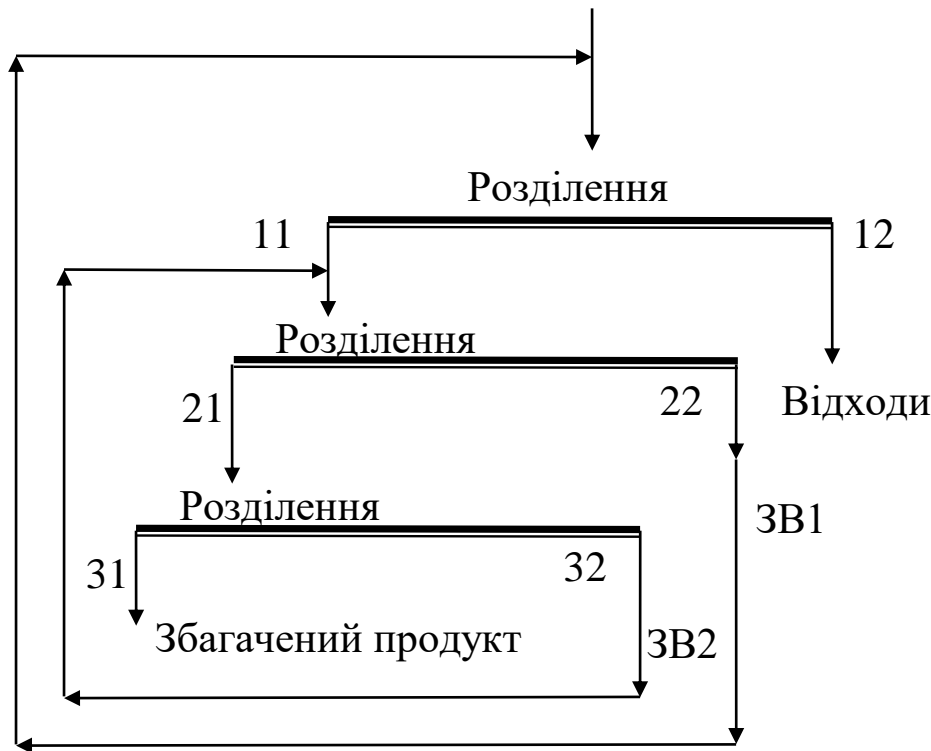 Розділення
11
12
Розділення
21
22
Відходи
Розділення
ЗВ1
31
32
Збагачений продукт
ЗВ2